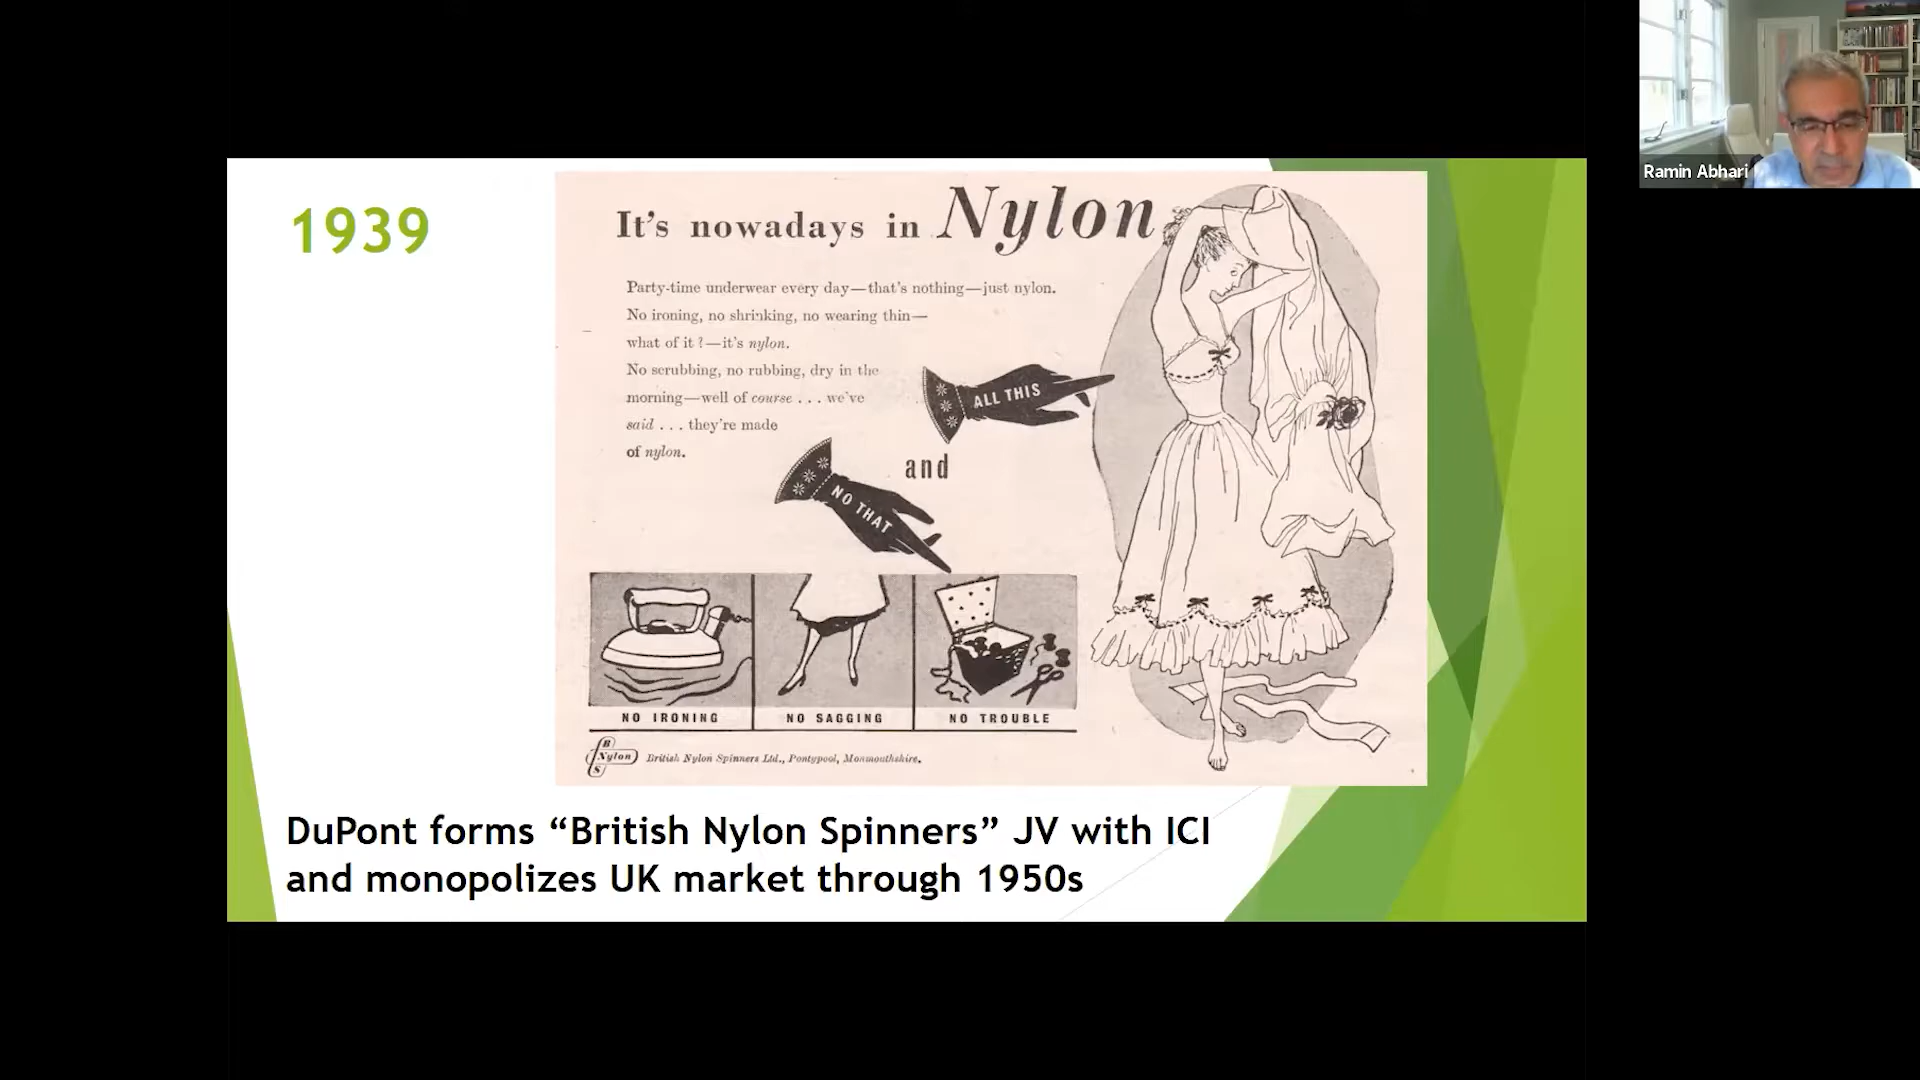 Ramin Abhari
1939
It's nowadays in Nylon
Party-time underwear every day—that's nothing—just nylon.
No ironing, no shrinking, no wearing thin—
what of it?—it's nylon.
No scrubbing, no rubbing, dry in the
morning—well of course . . . we've
said . . . they're made
of nylon.
ALL THIS
and
NO THAT
NO IRONING
NO SAGGING
NO TROUBLE
B
Nylon
S
British Nylon Spinners Ltd., Pontypool, Monmouthshire.
DuPont forms “British Nylon Spinners” JV with ICI
and monopolizes UK market through 1950s